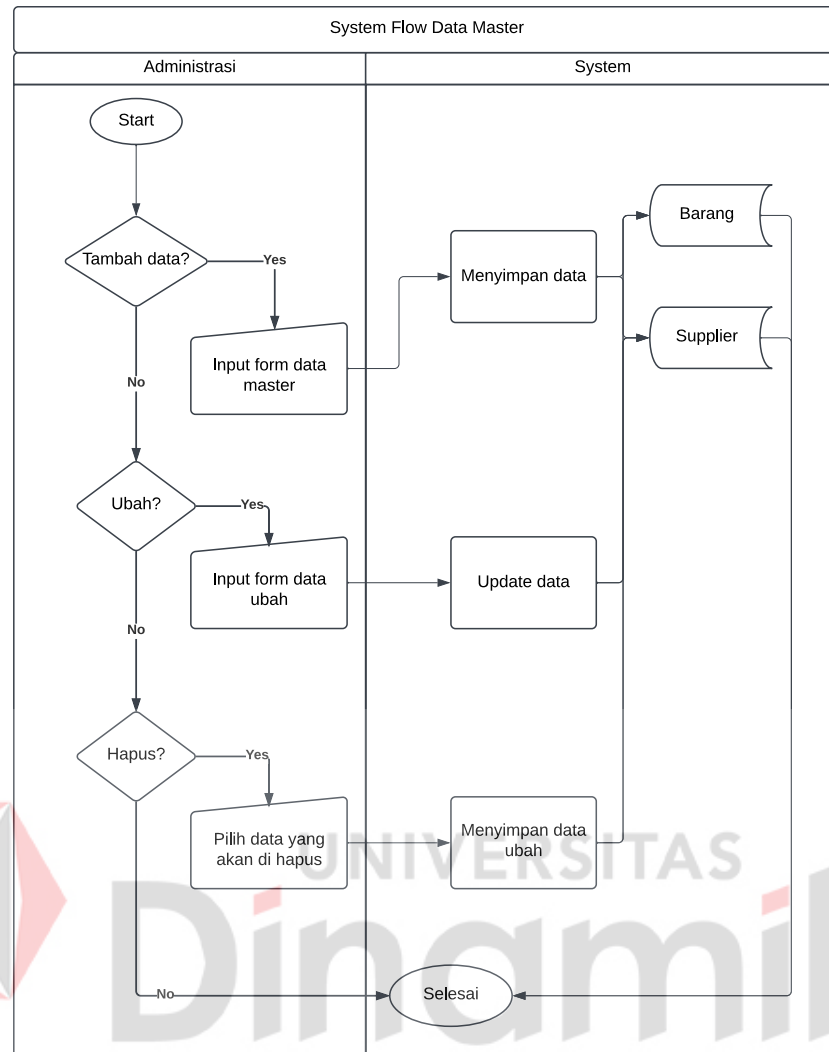 System Flow Data Master
Administrasi
System
Start
Barang
Tambah data?
Yes
Menyimpan data
Supplier
Input form data
master
No
Ubah?
Yes
Input form data
ubah
Update data
No
Hapus?
Yes
Pilih data yang
akan di hapus
Menyimpan data
ubah
UNIVERSITAS
No
Selesai